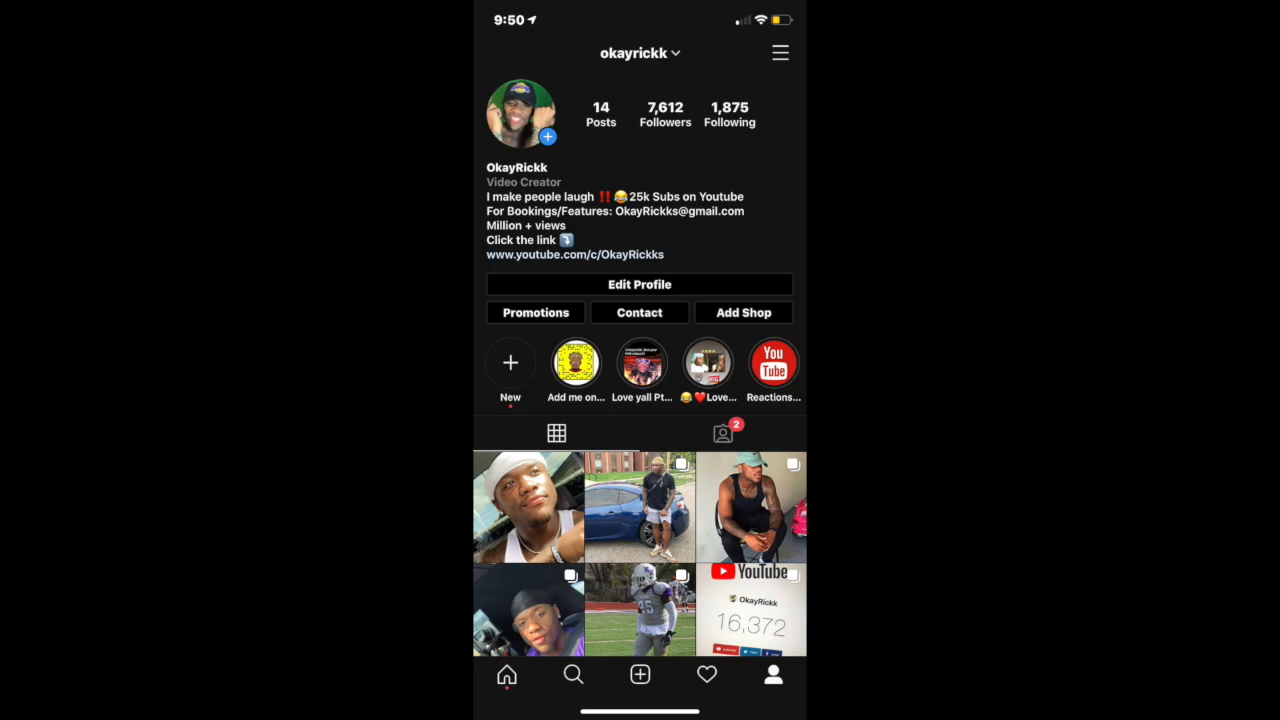 9:50
okayrickk
14
7,612
1,875
Posts
Followers
Following
OkayRickk
Video Creator
I make people laugh ‼️😂25k Subs on Youtube
For Bookings/Features: OkayRickks@gmail.com
Million + views
Click the link ⤵️
www.youtube.com/c/OkayRickks
Edit Profile
Promotions
Contact
Add Shop
You
Tube
New
Add me on...
Love yall Pt...
😂❤️Love...
Reactions...
2
YouTube
OkayRickk
16,372